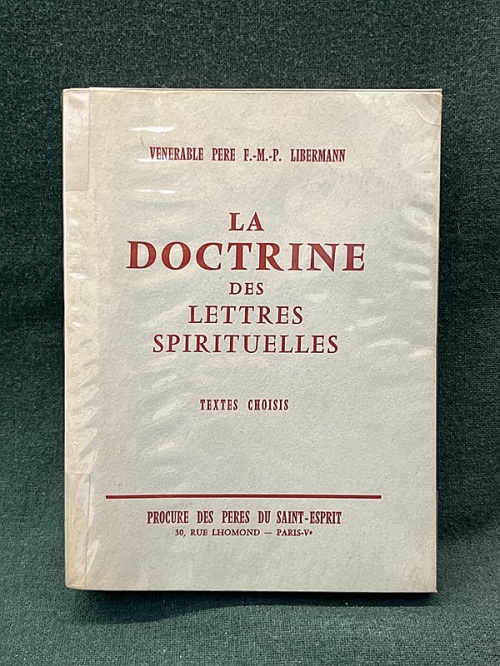 VENERABLE PERE F.-M.-P. LIBERMANN
LA
DOCTRINE
DES
LETTRES
SPIRITUELLES
TEXTES CHOISIS
PROCURE DES PERES DU SAINT-ESPRIT
30, RUE LHOMOND — PARIS-Vᵉ